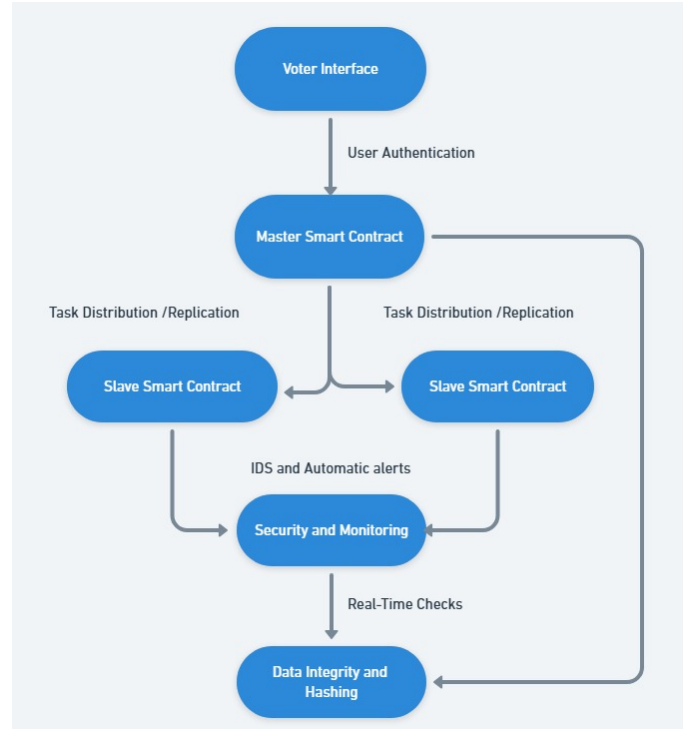 Voter Interface
User Authentication
Master Smart Contract
Task Distribution /Replication
Task Distribution /Replication
Slave Smart Contract
Slave Smart Contract
IDS and Automatic alerts
Security and Monitoring
Real-Time Checks
Data Integrity and
Hashing